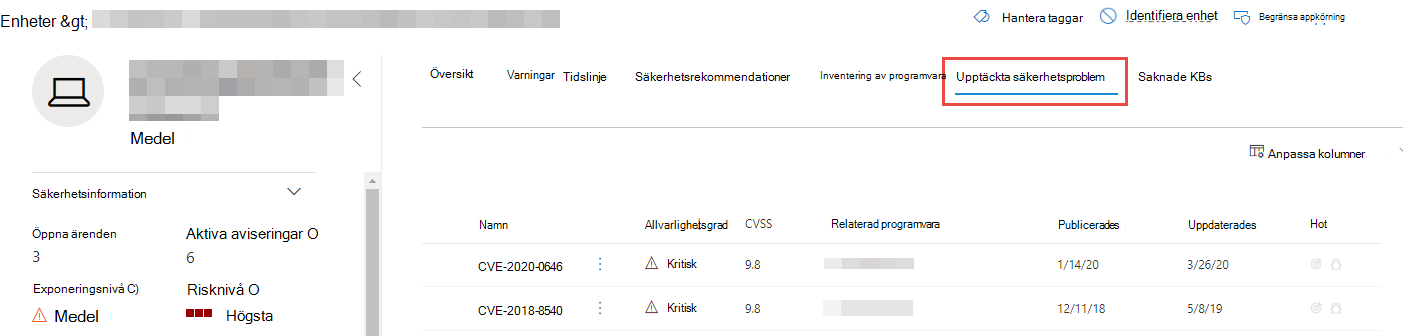 Enheter &gt;
Hantera taggar
Identifiera enhet
Begränsa appkörning
Medel
Översikt
Varningar
Tidslinje
Säkerhetsrekommendationer
Inventering av programvara
Upptäckta säkerhetsproblem
Saknade KBs
Anpassa kolumner
Säkerhetsinformation
Öppna ärenden
Aktiva aviseringar O
3
6
Exponeringsnivå C)
Risknivå O
Medel
Högsta
Namn
Allvarlighetsgrad
CVSS
Relaterad programvara
Publicerades
Uppdaterades
Hot
CVE-2020-0646
Kritisk
9.8
1/14/20
3/26/20
CVE-2018-8540
Kritisk
9.8
12/11/18
5/8/19